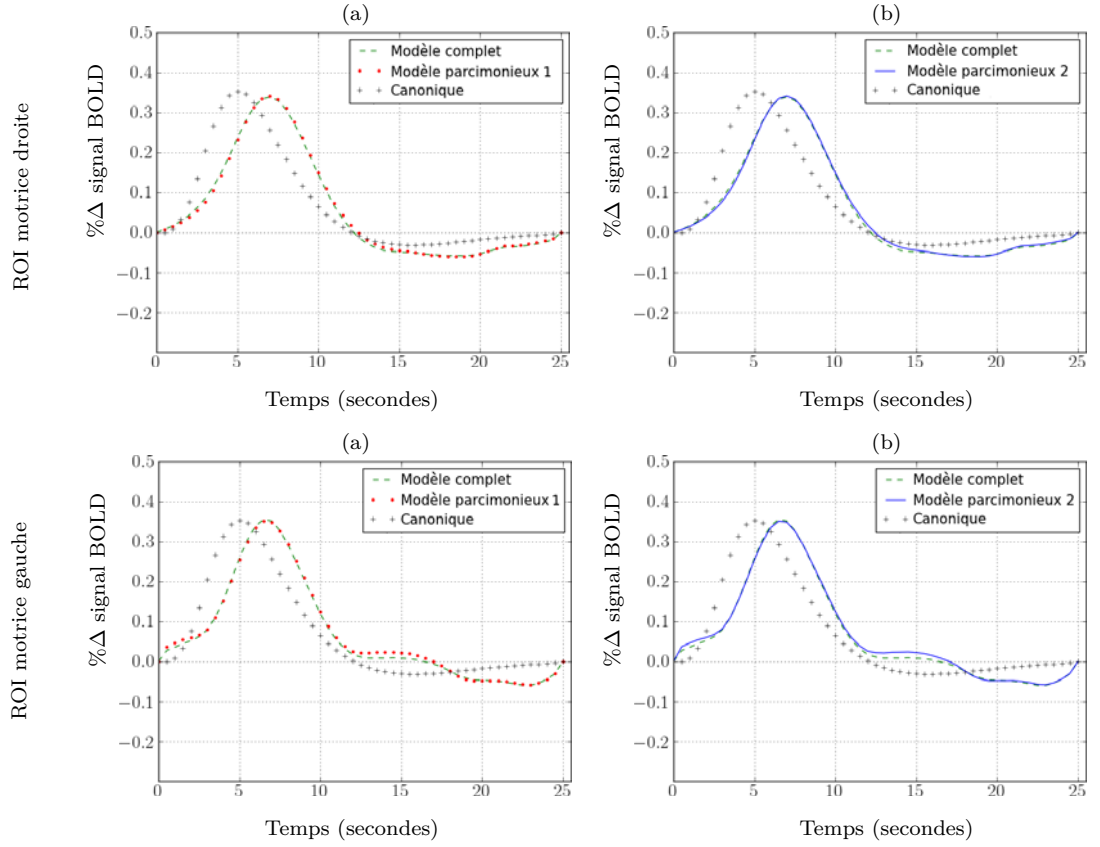 (a)
ROI motrice droite
%Δ signal BOLD
0.5
0.4
0.3
0.2
0.1
0.0
−0.1
−0.2
Modèle complet
Modèle parcimonieux 1
Canonique
0 5 10 15 20 25
Temps (secondes)
(b)
%Δ signal BOLD
0.5
0.4
0.3
0.2
0.1
0.0
−0.1
−0.2
Modèle complet
Modèle parcimonieux 2
Canonique
0 5 10 15 20 25
Temps (secondes)
(a)
ROI motrice gauche
%Δ signal BOLD
0.5
0.4
0.3
0.2
0.1
0.0
−0.1
−0.2
Modèle complet
Modèle parcimonieux 1
Canonique
0 5 10 15 20 25
Temps (secondes)
(b)
%Δ signal BOLD
0.5
0.4
0.3
0.2
0.1
0.0
−0.1
−0.2
Modèle complet
Modèle parcimonieux 2
Canonique
0 5 10 15 20 25
Temps (secondes)